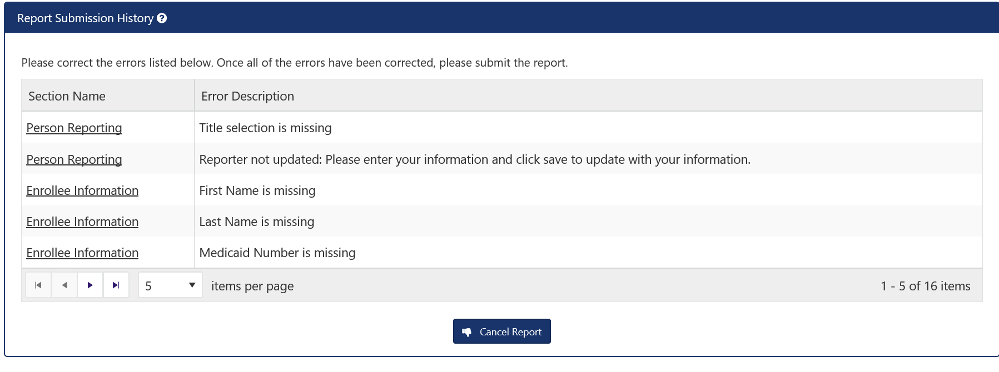 Report Submission History
Please correct the errors listed below. Once all of the errors have been corrected, please submit the report.
Section Name Error Description
Person Reporting Title selection is missing
Person Reporting Reporter not updated: Please enter your information and click save to update with your information.
Enrollee Information First Name is missing
Enrollee Information Last Name is missing
Enrollee Information Medicaid Number is missing
5 items per page 1 - 5 of 16 items
Cancel Report